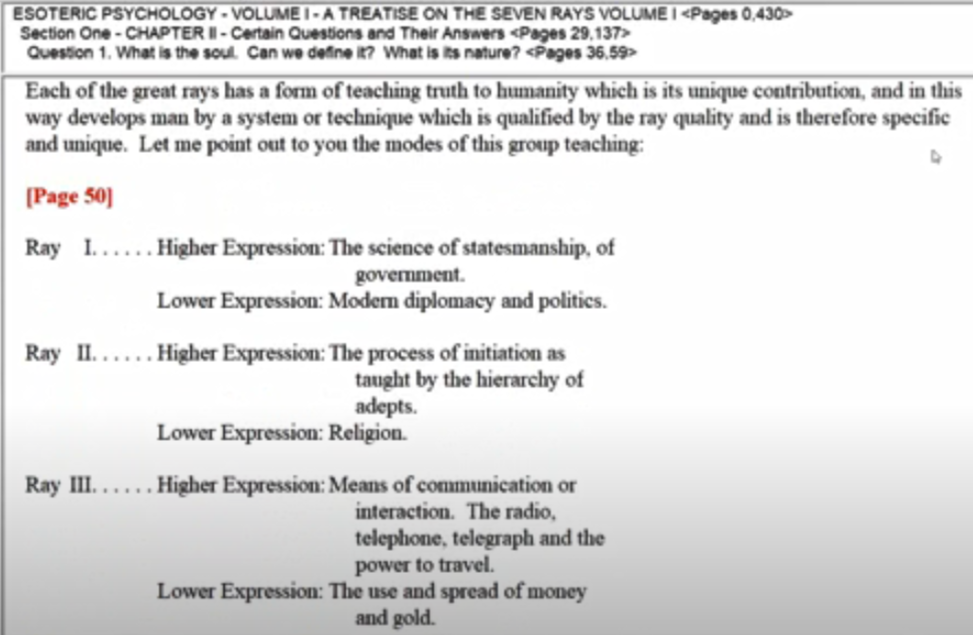 ESOTERIC PSYCHOLOGY - VOLUME I - A TREATISE ON THE SEVEN RAYS VOLUME I <Pages 0,430>
Section One - CHAPTER II - Certain Questions and Their Answers <Pages 29,137>
Question 1. What is the soul. Can we define it? What is its nature? <Pages 36,59>
Each of the great rays has a form of teaching truth to humanity which is its unique contribution, and in this
way develops man by a system or technique which is qualified by the ray quality and is therefore specific
and unique. Let me point out to you the modes of this group teaching:
[Page 50]
Ray I. . . . . . Higher Expression: The science of statesmanship, of
government.
Lower Expression: Modern diplomacy and politics.
Ray II. . . . . . Higher Expression: The process of initiation as
taught by the hierarchy of
adepts.
Lower Expression: Religion.
Ray III. . . . . . Higher Expression: Means of communication or
interaction. The radio,
telephone, telegraph and the
power to travel.
Lower Expression: The use and spread of money
and gold.